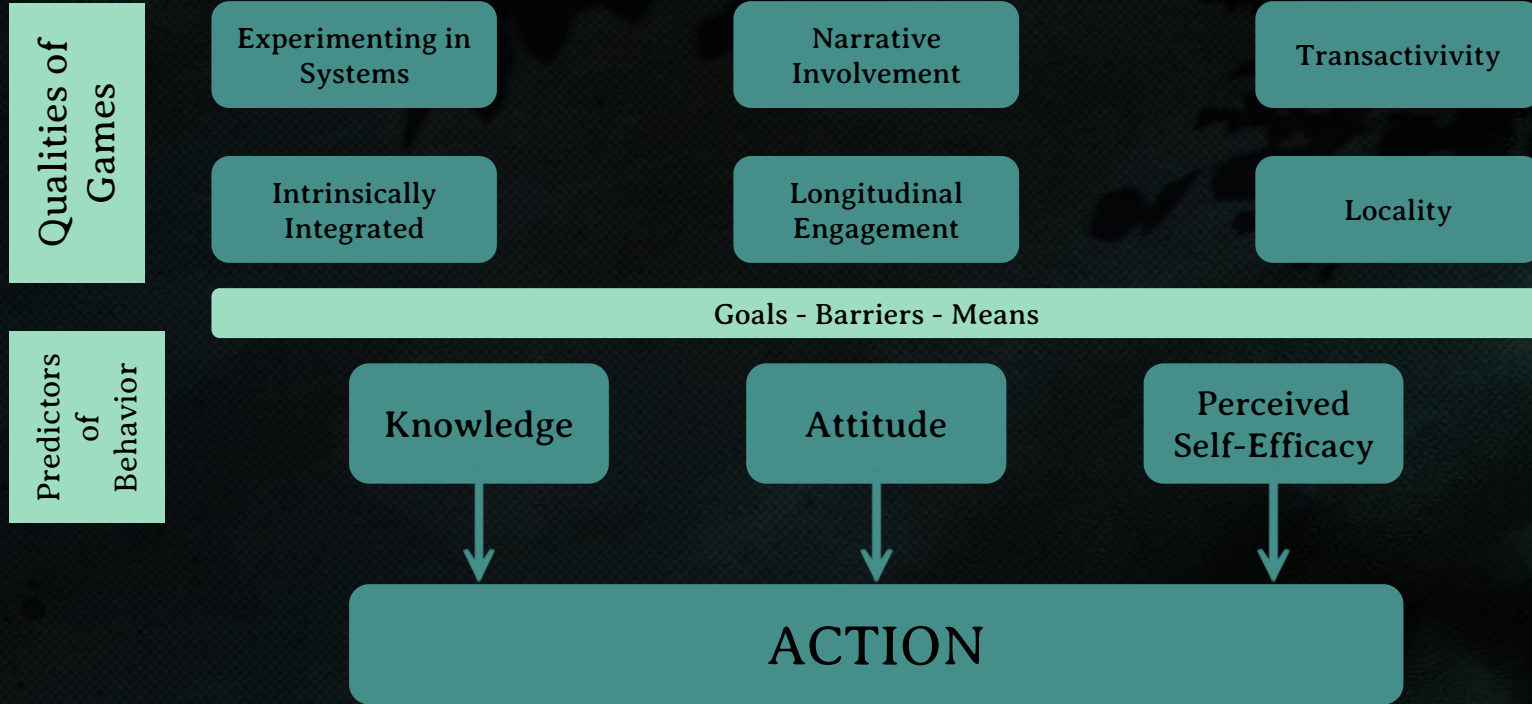 Qualities of
Games
Experimenting in
Systems
Narrative
Involvement
Transactivivity
Intrinsically
Integrated
Longitudinal
Engagement
Locality
Goals - Barriers - Means
Predictors
of
Behavior
Knowledge
Attitude
Perceived
Self-Efficacy
ACTION